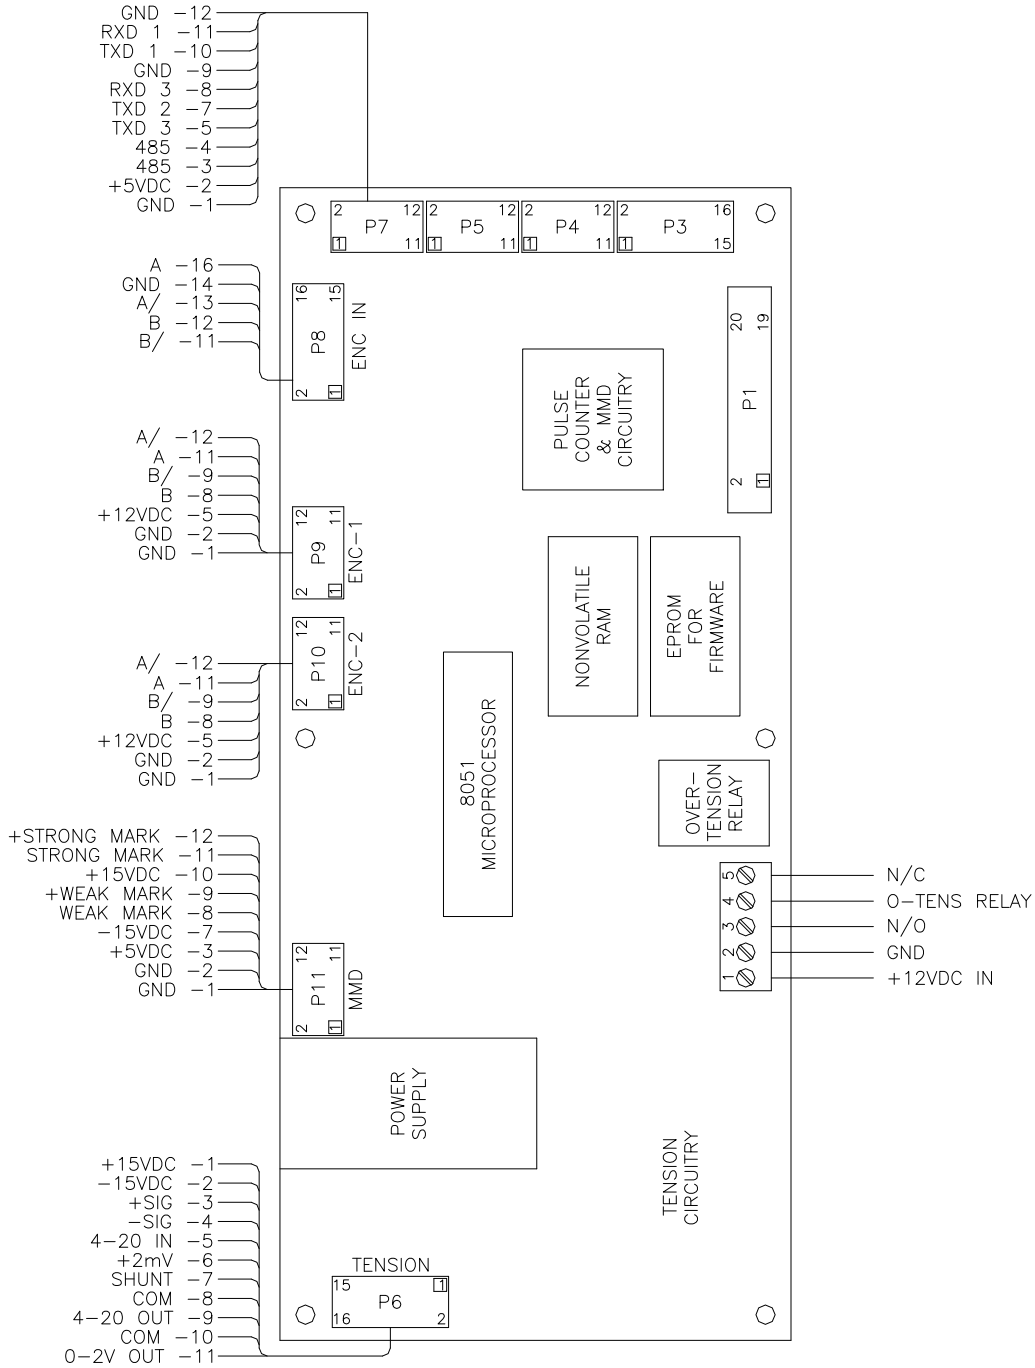 GND -12
RXD 1 -11
TXD 1 -10
GND -9
RXD 3 -8
TXD 2 -7
TXD 3 -5
485 -4
485 -3
+5VDC -2
GND -1
2 12
P7
1 11
2 12
P5
1 11
2 12
P4
1 11
2 16
P3
1 15
A -16
GND -14
A/ -13
B -12
B/ -11
16 15
P8
2 1
ENC IN
PULSE
COUNTER
& MMD
CIRCUITRY
20 19
P1
2 1
A/ -12
A -11
B/ -9
B -8
+12VDC -5
GND -2
GND -1
12 11
P9
2 1
ENC-1
NONVOLATILE
RAM
EPROM
FOR
FIRMWARE
12 11
P10
2 1
ENC-2
A/ -12
A -11
B/ -9
B -8
+12VDC -5
GND -2
GND -1
8051
MICROPROCESSOR
OVER-
TENSION
RELAY
+STRONG MARK -12
STRONG MARK -11
+15VDC -10
+WEAK MARK -9
WEAK MARK -8
-15VDC -7
+5VDC -3
GND -2
GND -1
12 11
P11
2 1
MMD
5 N/C
4 O-TENS RELAY
3 N/O
2 GND
1 +12VDC IN
POWER
SUPPLY
TENSION
CIRCUITRY
+15VDC -1
-15VDC -2
+SIG -3
-SIG -4
4-20 IN -5
+2mV -6
SHUNT -7
COM -8
4-20 OUT -9
COM -10
0-2V OUT -11
TENSION
15 1
P6
16 2